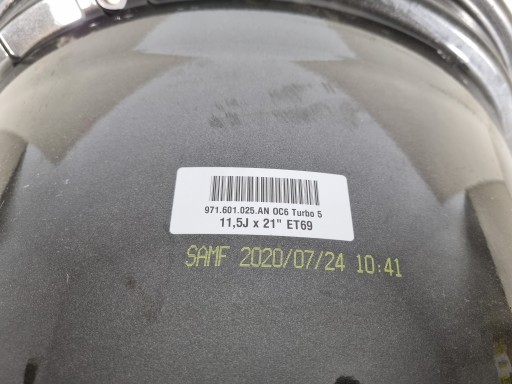 971.601.025.AN OC6 Turbo 5
11,5J x 21" ET69
SAMF 2020/07/24 10:41